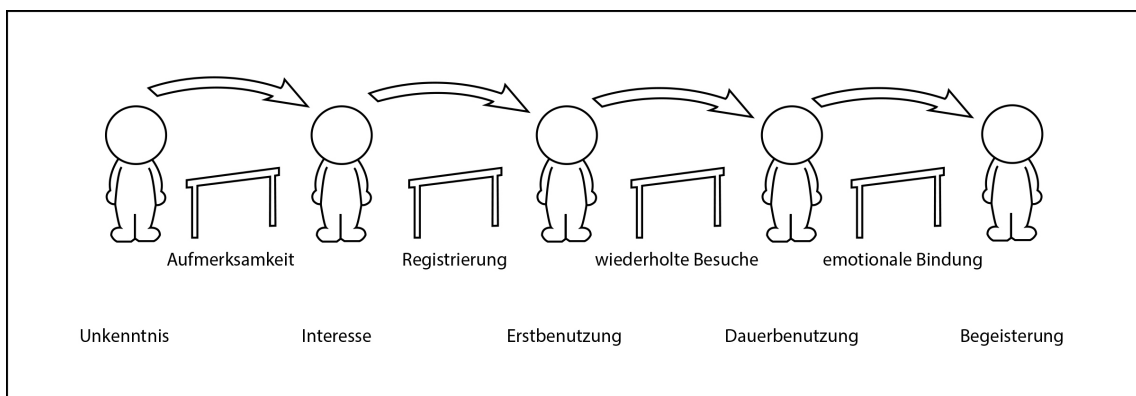 Aufmerksamkeit Registrierung wiederholte Besuche emotionale Bindung
Unkenntnis Interesse Erstbenutzung Dauerbenutzung Begeisterung